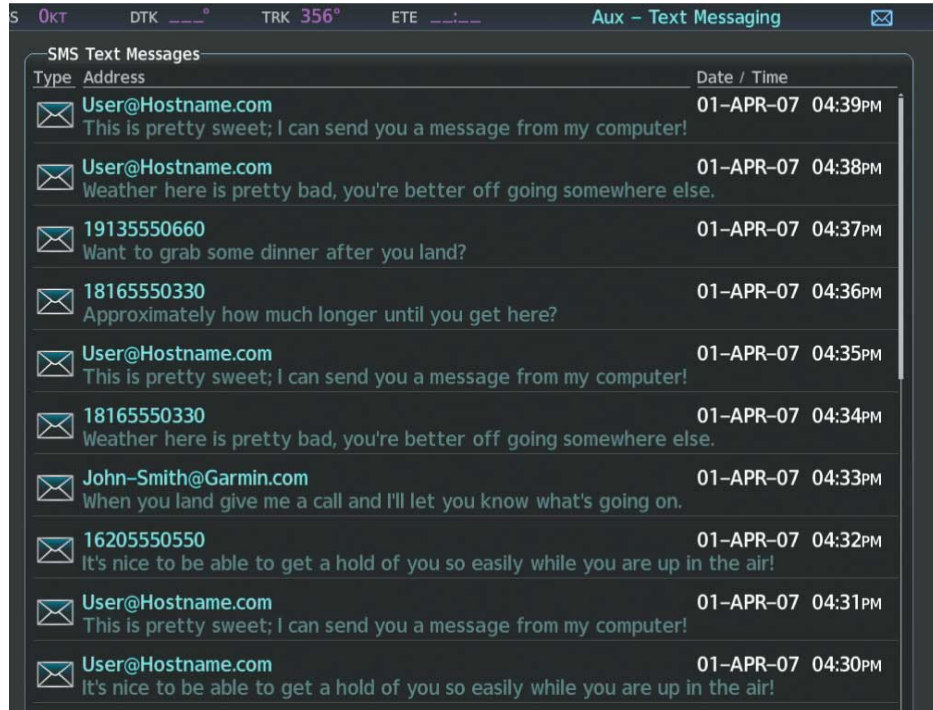 S 0KT DTK ___° TRK 356° ETE __:__ Aux – Text Messaging
SMS Text Messages
Type Address Date / Time
User@Hostname.com 01–APR–07 04:39PM
This is pretty sweet; I can send you a message from my computer!
User@Hostname.com 01–APR–07 04:38PM
Weather here is pretty bad, you're better off going somewhere else.
19135550660 01–APR–07 04:37PM
Want to grab some dinner after you land?
18165550330 01–APR–07 04:36PM
Approximately how much longer until you get here?
User@Hostname.com 01–APR–07 04:35PM
This is pretty sweet; I can send you a message from my computer!
18165550330 01–APR–07 04:34PM
Weather here is pretty bad, you're better off going somewhere else.
John–Smith@Garmin.com 01–APR–07 04:33PM
When you land give me a call and I'll let you know what's going on.
16205550550 01–APR–07 04:32PM
It's nice to be able to get a hold of you so easily while you are up in the air!
User@Hostname.com 01–APR–07 04:31PM
This is pretty sweet; I can send you a message from my computer!
User@Hostname.com 01–APR–07 04:30PM
It's nice to be able to get a hold of you so easily while you are up in the air!